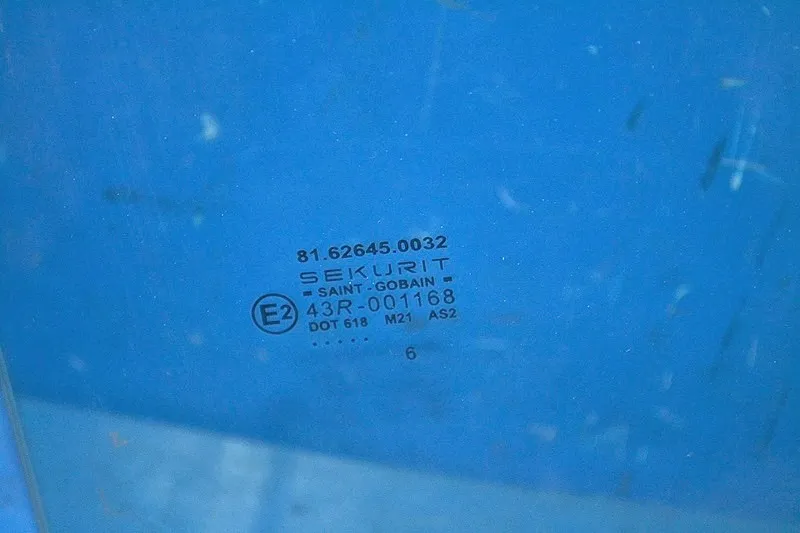 81.62645.0032
SEKURIT
SAINT - GOBAIN
E2 43R-001168
DOT 618 M21 AS2
.....
6